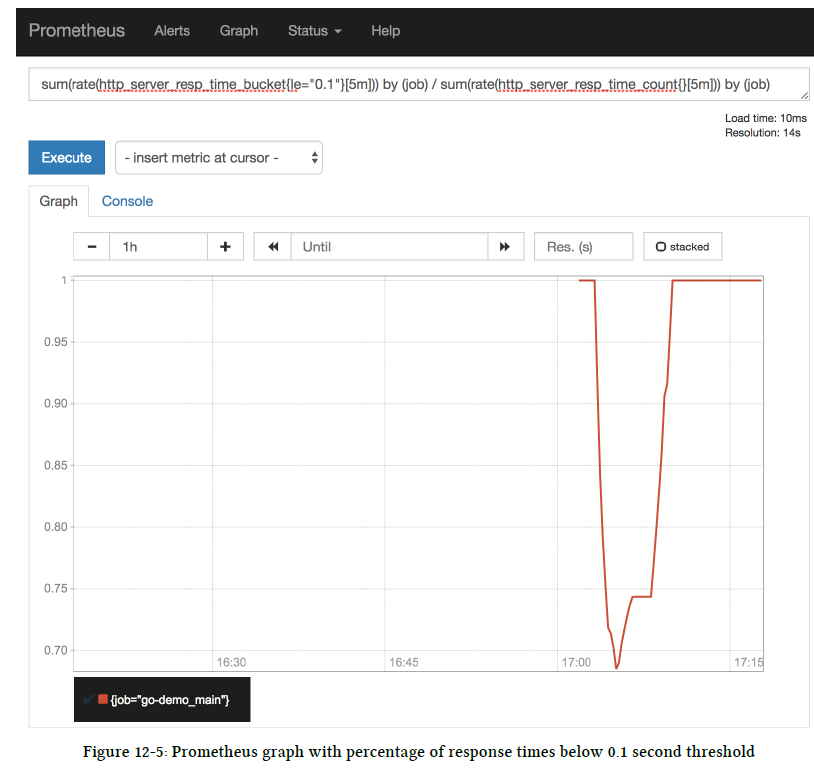 Prometheus Alerts Graph Status Help
sum(rate(http_server_resp_time_bucket{le="0.1"}[5m])) by (job) / sum(rate(http_server_resp_time_count{}[5m])) by (job)
Load time: 10ms
Resolution: 14s
Execute - insert metric at cursor -
Graph Console
− 1h + Until Res. (s) stacked
1
0.95
0.90
0.85
0.80
0.75
0.70
16:30 16:45 17:00 17:15
{job="go-demo_main"}
Figure 12-5: Prometheus graph with percentage of response times below 0.1 second threshold